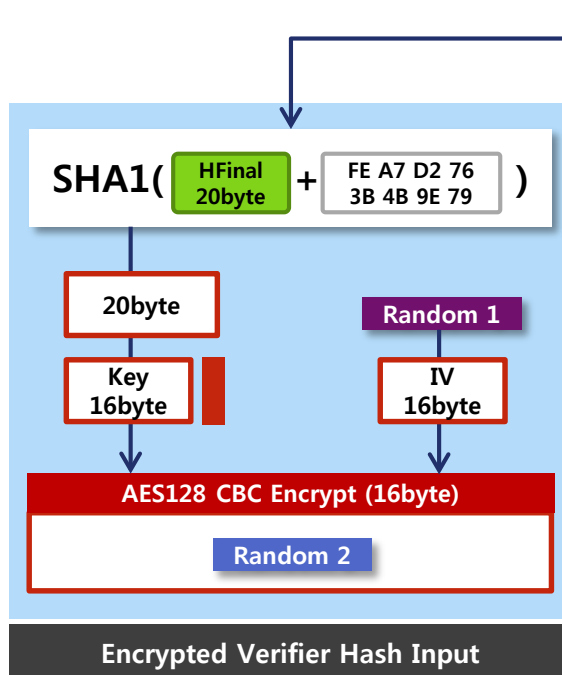 SHA1( HFinal 20byte + FE A7 D2 76 3B 4B 9E 79 )
20byte
Random 1
Key
16byte
IV
16byte
AES128 CBC Encrypt (16byte)
Random 2
Encrypted Verifier Hash Input